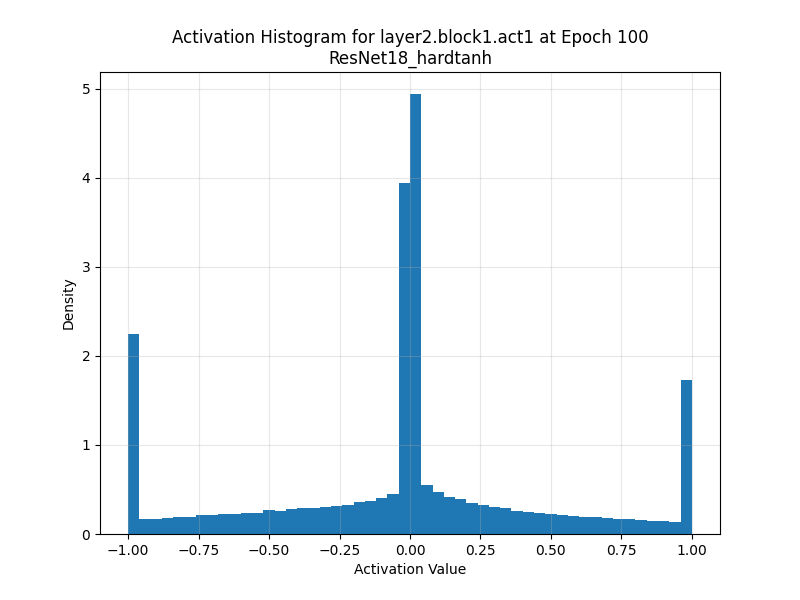 Activation Histogram for layer2.block1.act1 at Epoch 100
ResNet18_hardtanh
5
4
3
2
1
0
Density
−1.00 −0.75 −0.50 −0.25 0.00 0.25 0.50 0.75 1.00
Activation Value